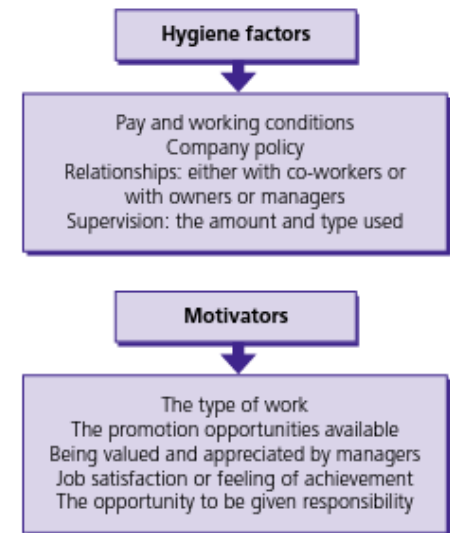 Hygiene factors
Pay and working conditions
Company policy
Relationships: either with co-workers or
with owners or managers
Supervision: the amount and type used
Motivators
The type of work
The promotion opportunities available
Being valued and appreciated by managers
Job satisfaction or feeling of achievement
The opportunity to be given responsibility